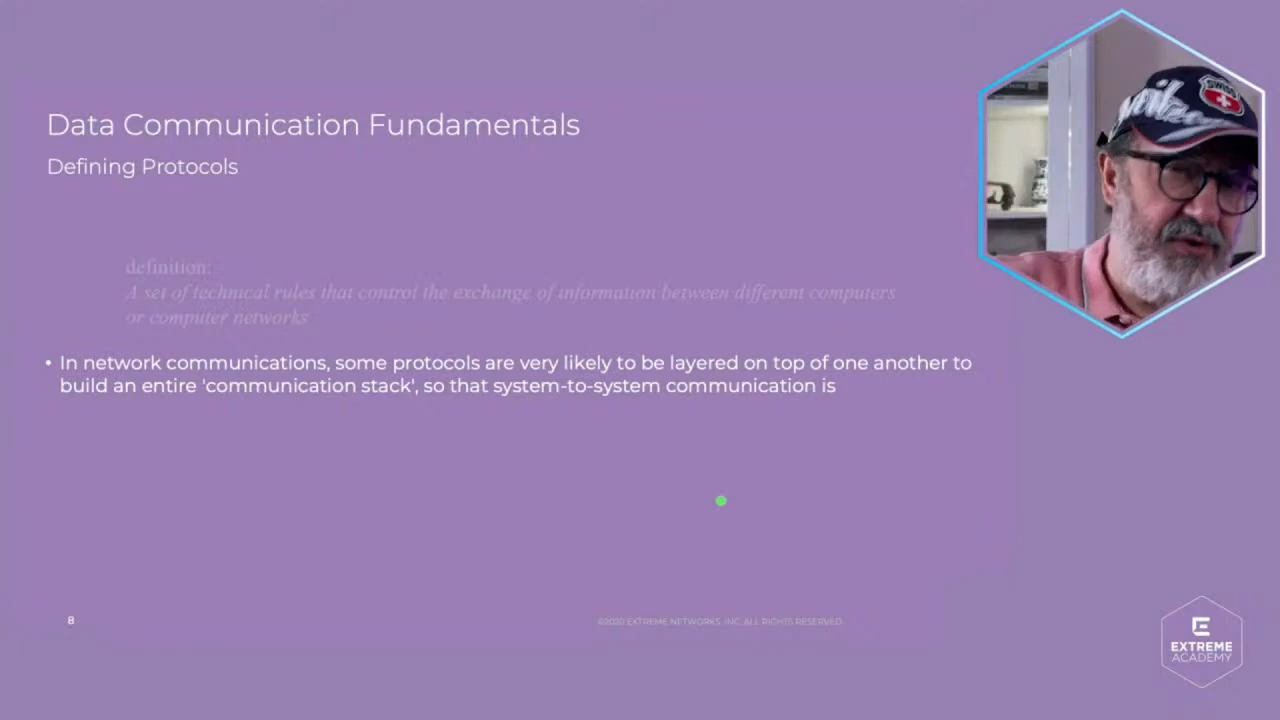 Data Communication Fundamentals
Defining Protocols
definition:
A set of technical rules that control the exchange of information between different computers
or computer networks
• In network communications, some protocols are very likely to be layered on top of one another to
build an entire 'communication stack', so that system-to-system communication is
8
©2020 EXTREME NETWORKS, INC. ALL RIGHTS RESERVED.
EXTREME
ACADEMY
SWISS